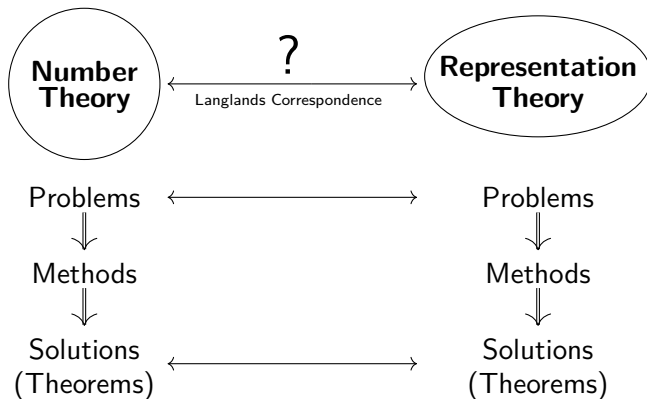 ?
Number
Theory
Representation
Theory
Langlands Correspondence
Problems
Problems
Methods
Methods
Solutions
(Theorems)
Solutions
(Theorems)